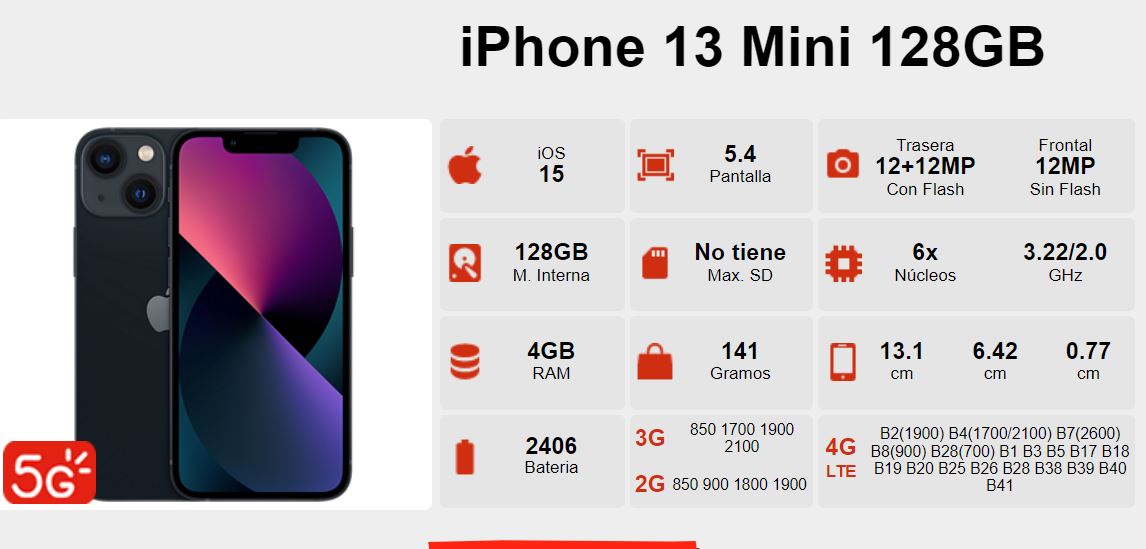 iPhone 13 Mini 128GB
iOS
15
5.4
Pantalla
Trasera
12+12MP
Con Flash
Frontal
12MP
Sin Flash
128GB
M. Interna
No tiene
Max. SD
6x
Núcleos
3.22/2.0
GHz
4GB
RAM
141
Gramos
13.1
cm
6.42
cm
0.77
cm
2406
Bateria
3G
850 1700 1900
2100
2G
850 900 1800 1900
4G
LTE
B2(1900) B4(1700/2100) B7(2600)
B8(900) B28(700) B1 B3 B5 B17 B18
B19 B20 B25 B26 B28 B38 B39 B40
B41
5G